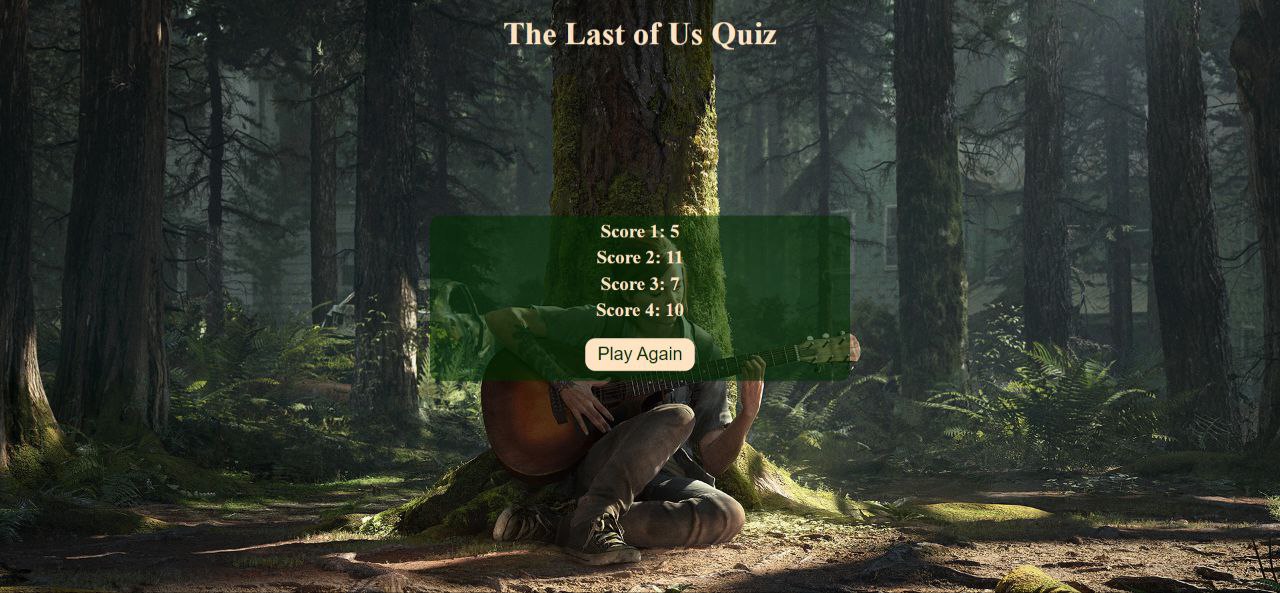 The Last of Us Quiz
Score 1: 5
Score 2: 11
Score 3: 7
Score 4: 10
Play Again